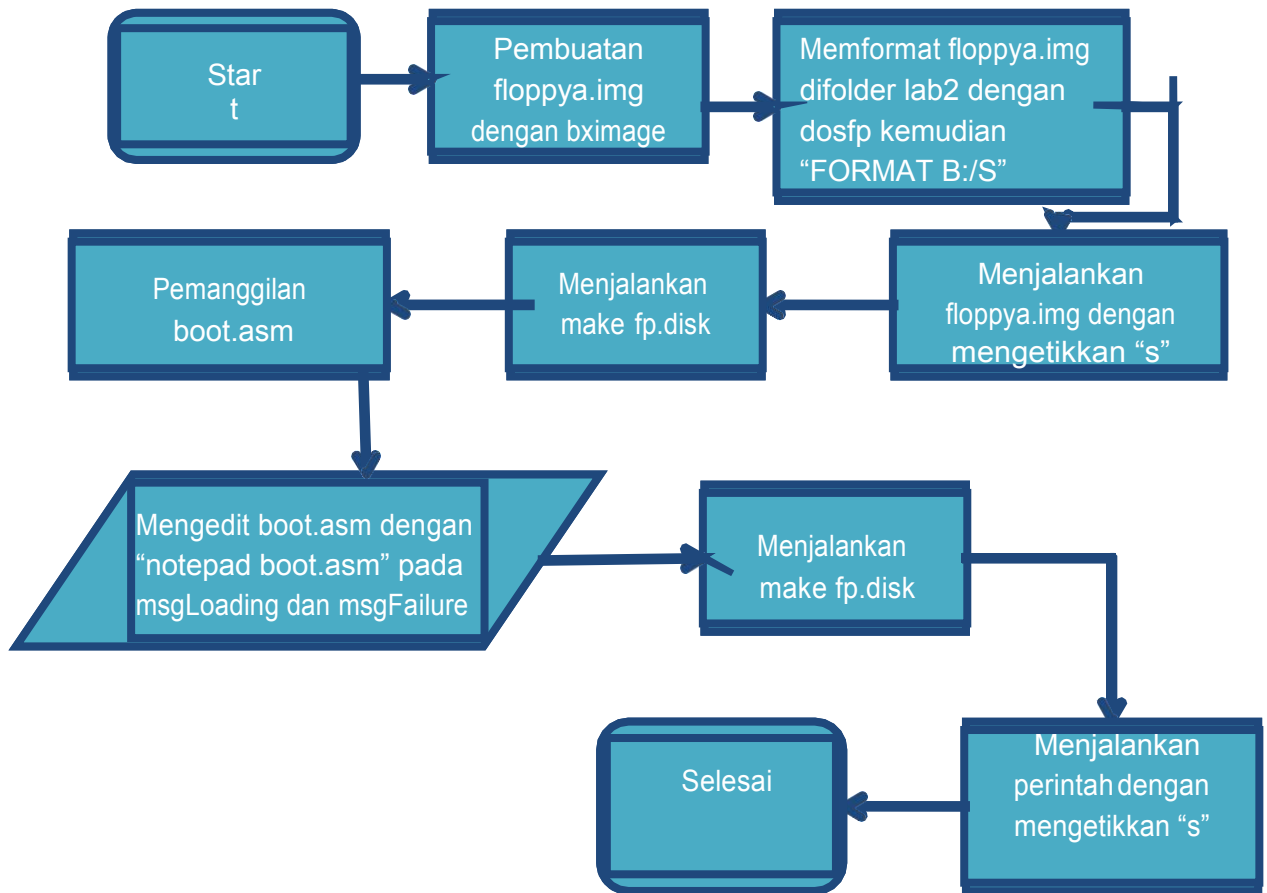 Star
t
Pembuatan
floppya.img
dengan bximage
Memformat floppya.img
difolder lab2 dengan
dosfp kemudian
“FORMAT B:/S”
Menjalankan
floppya.img dengan
mengetikkan “s”
Menjalankan
make fp.disk
Pemanggilan
boot.asm
Mengedit boot.asm dengan
“notepad boot.asm” pada
msgLoading dan msgFailure
Menjalankan
make fp.disk
Menjalankan
perintah dengan
mengetikkan “s”
Selesai